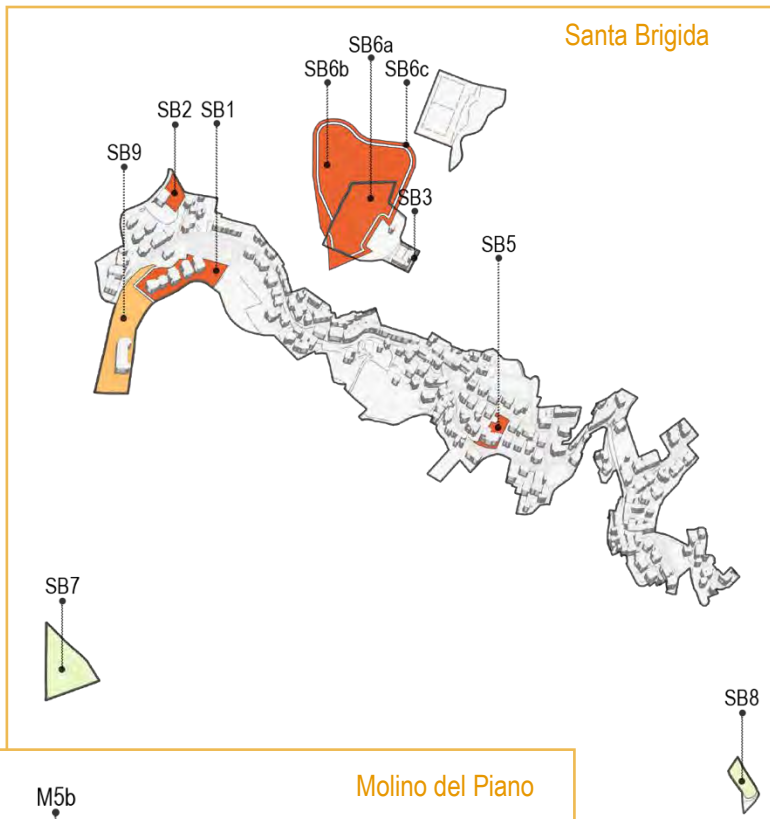 Santa Brigida
SB6a
SB6b
SB6c
SB2
SB1
SB9
SB3
SB5
SB7
SB8
Molino del Piano
M5b